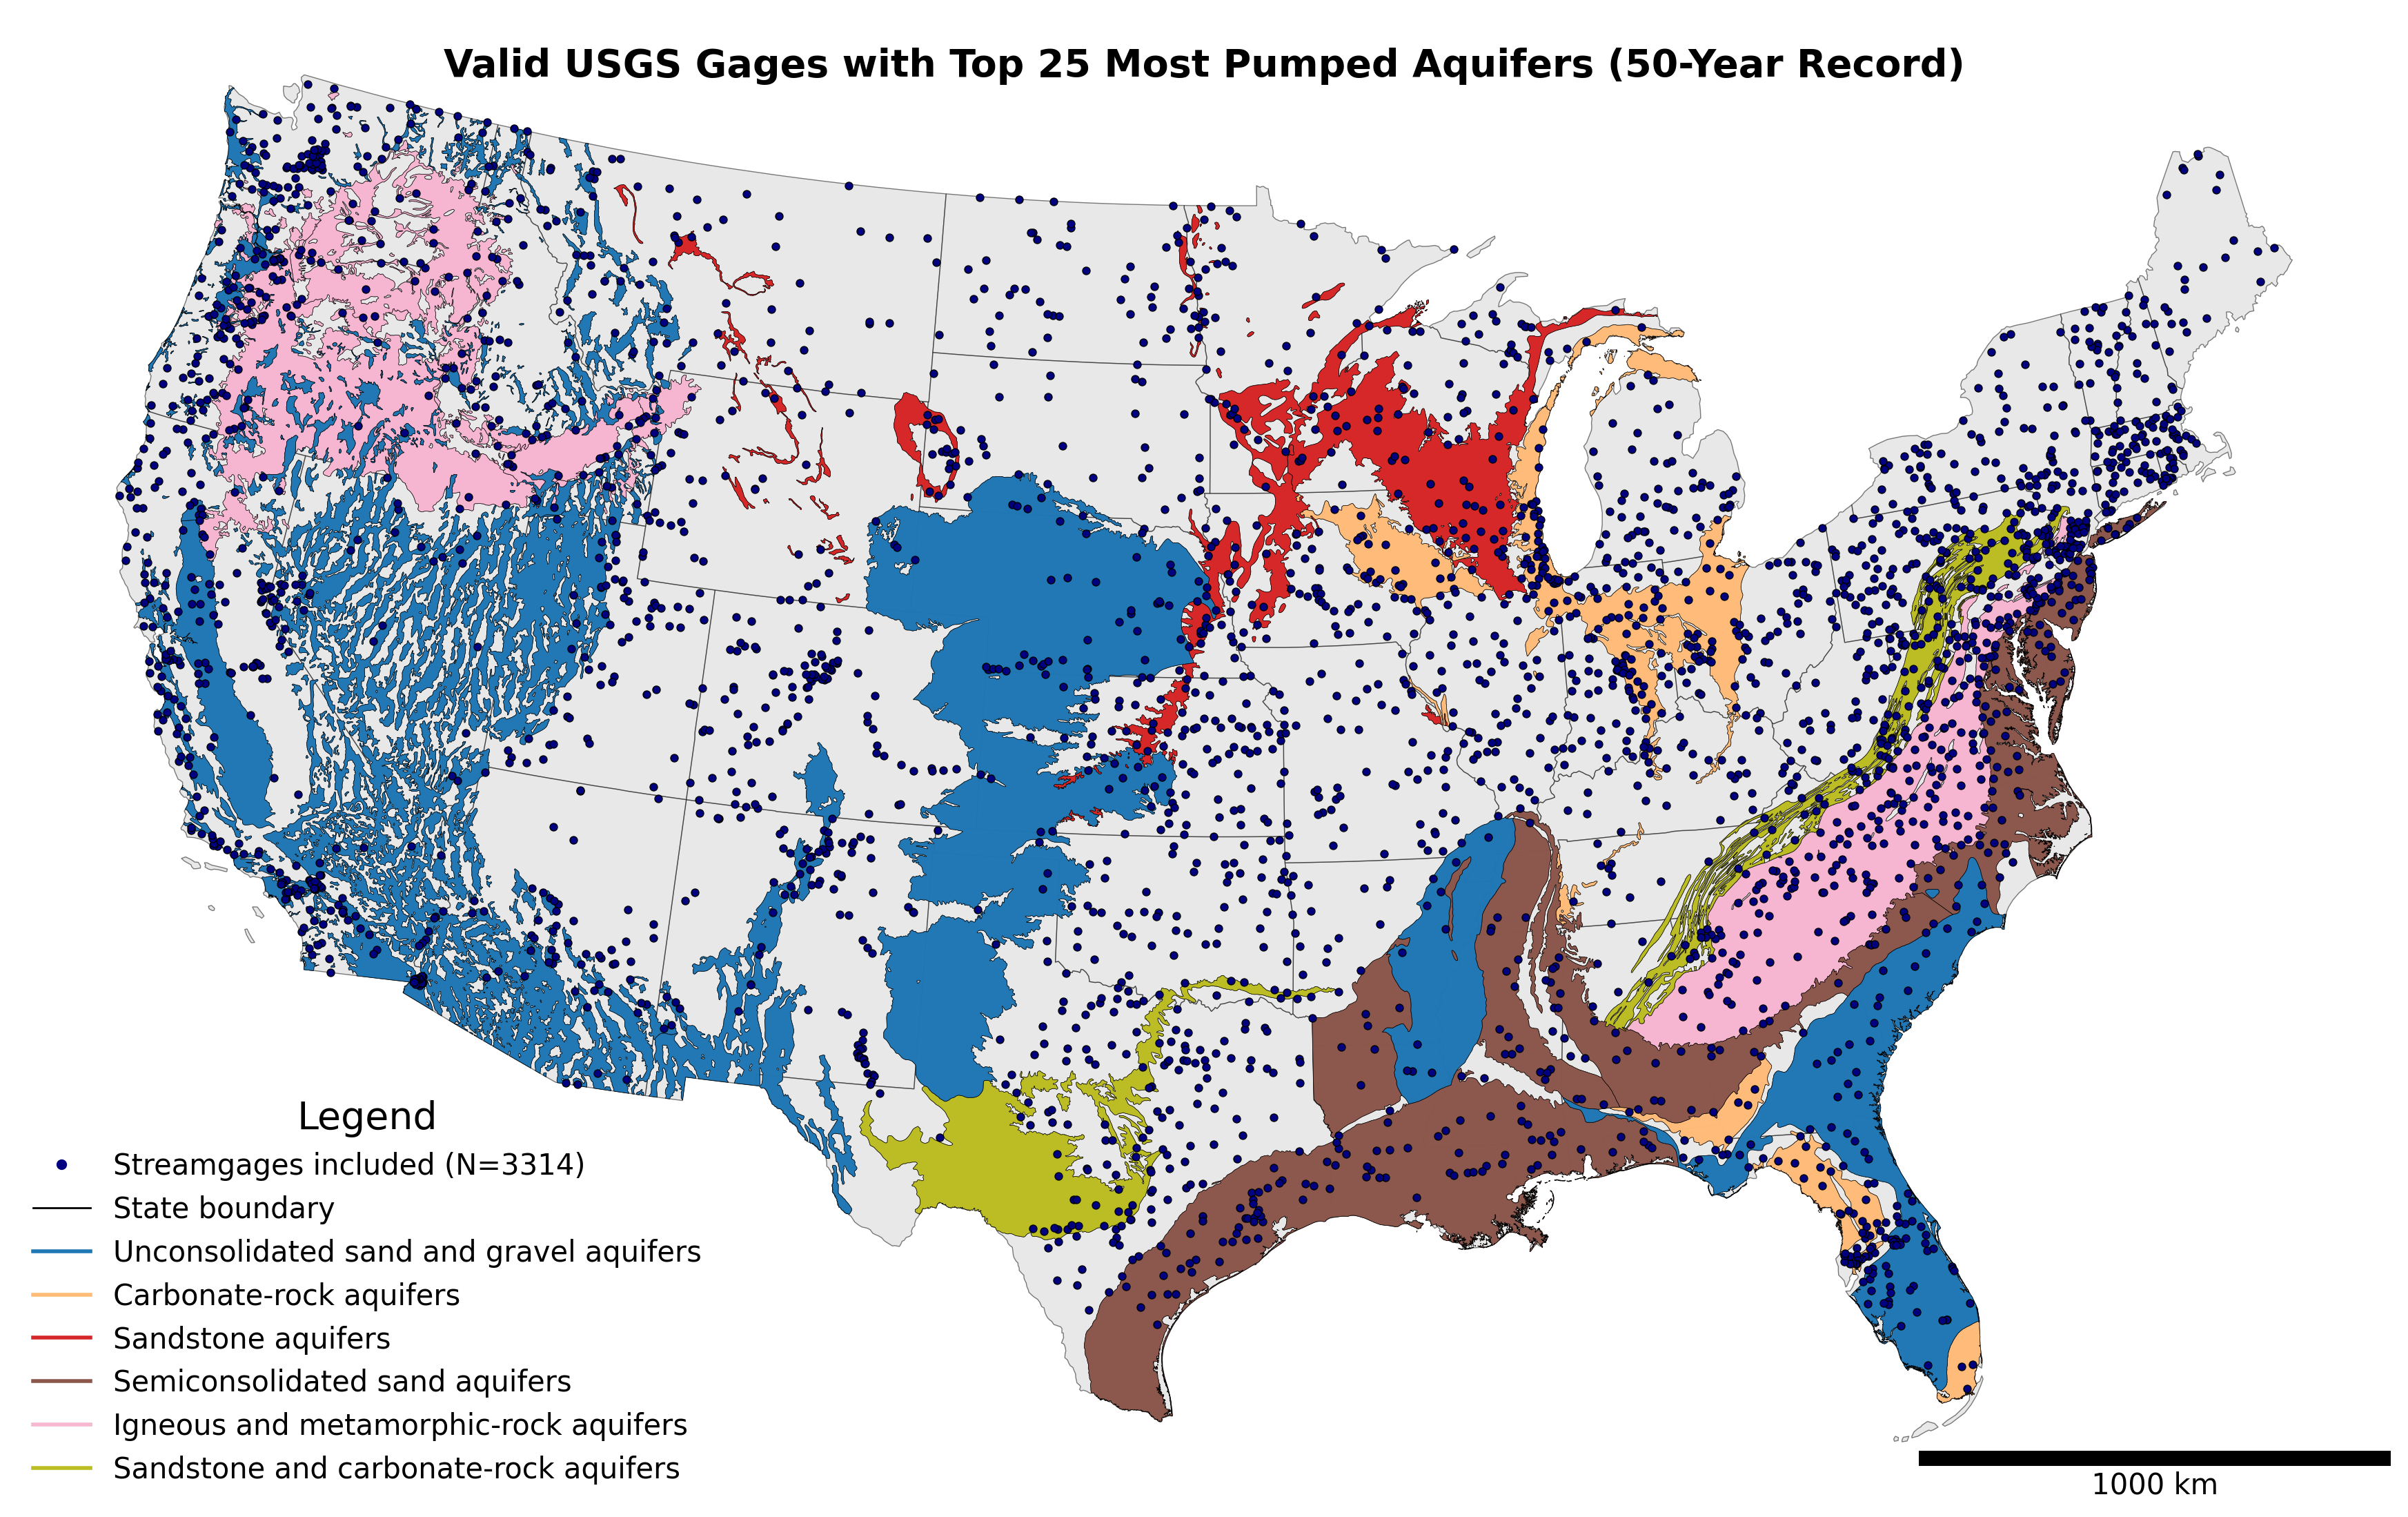 Valid USGS Gages with Top 25 Most Pumped Aquifers (50-Year Record)
Legend
Streamgages included (N=3314)
State boundary
Unconsolidated sand and gravel aquifers
Carbonate-rock aquifers
Sandstone aquifers
Semiconsolidated sand aquifers
Igneous and metamorphic-rock aquifers
Sandstone and carbonate-rock aquifers
1000 km